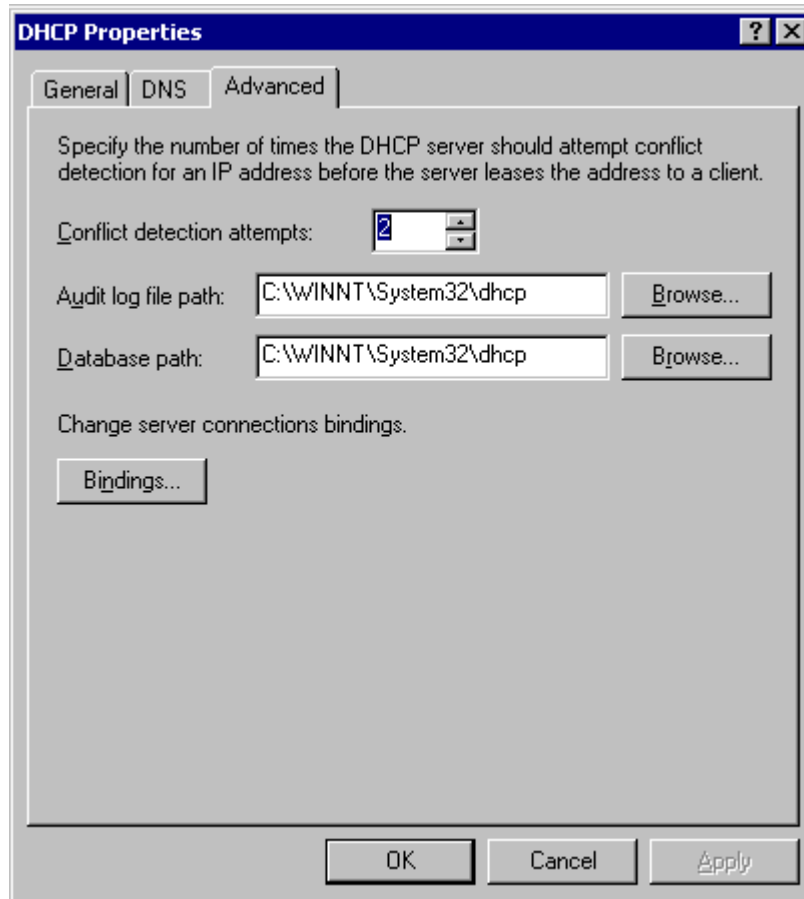 DHCP Properties
General DNS Advanced
Specify the number of times the DHCP server should attempt conflict
detection for an IP address before the server leases the address to a client.
Conflict detection attempts: 2
Audit log file path: C:\WINNT\System32\dhcp Browse...
Database path: C:\WINNT\System32\dhcp Browse...
Change server connections bindings.
Bindings...
OK Cancel Apply